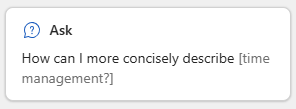 Ask
How can I more concisely describe [time
management?]